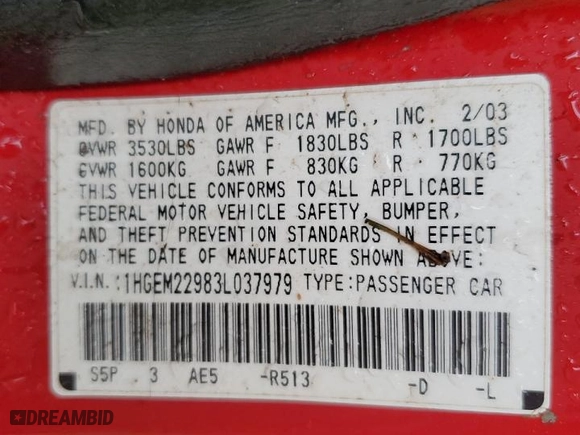 MFD. BY HONDA OF AMERICA MFG., INC. 2/03
GVWR 3530LBS GAWR F 1830LBS R 1700LBS
GVWR 1600KG GAWR F 830KG R 770KG
THIS VEHICLE CONFORMS TO ALL APPLICABLE
FEDERAL MOTOR VEHICLE SAFETY, BUMPER,
AND THEFT PREVENTION STANDARDS IN EFFECT
ON THE DATE OF MANUFACTURE SHOWN ABOVE:
V.I.N.:1HGEM22983L037979 TYPE:PASSENGER CAR
S5P 3 AE5 -R513 -D -L
DREAMBID